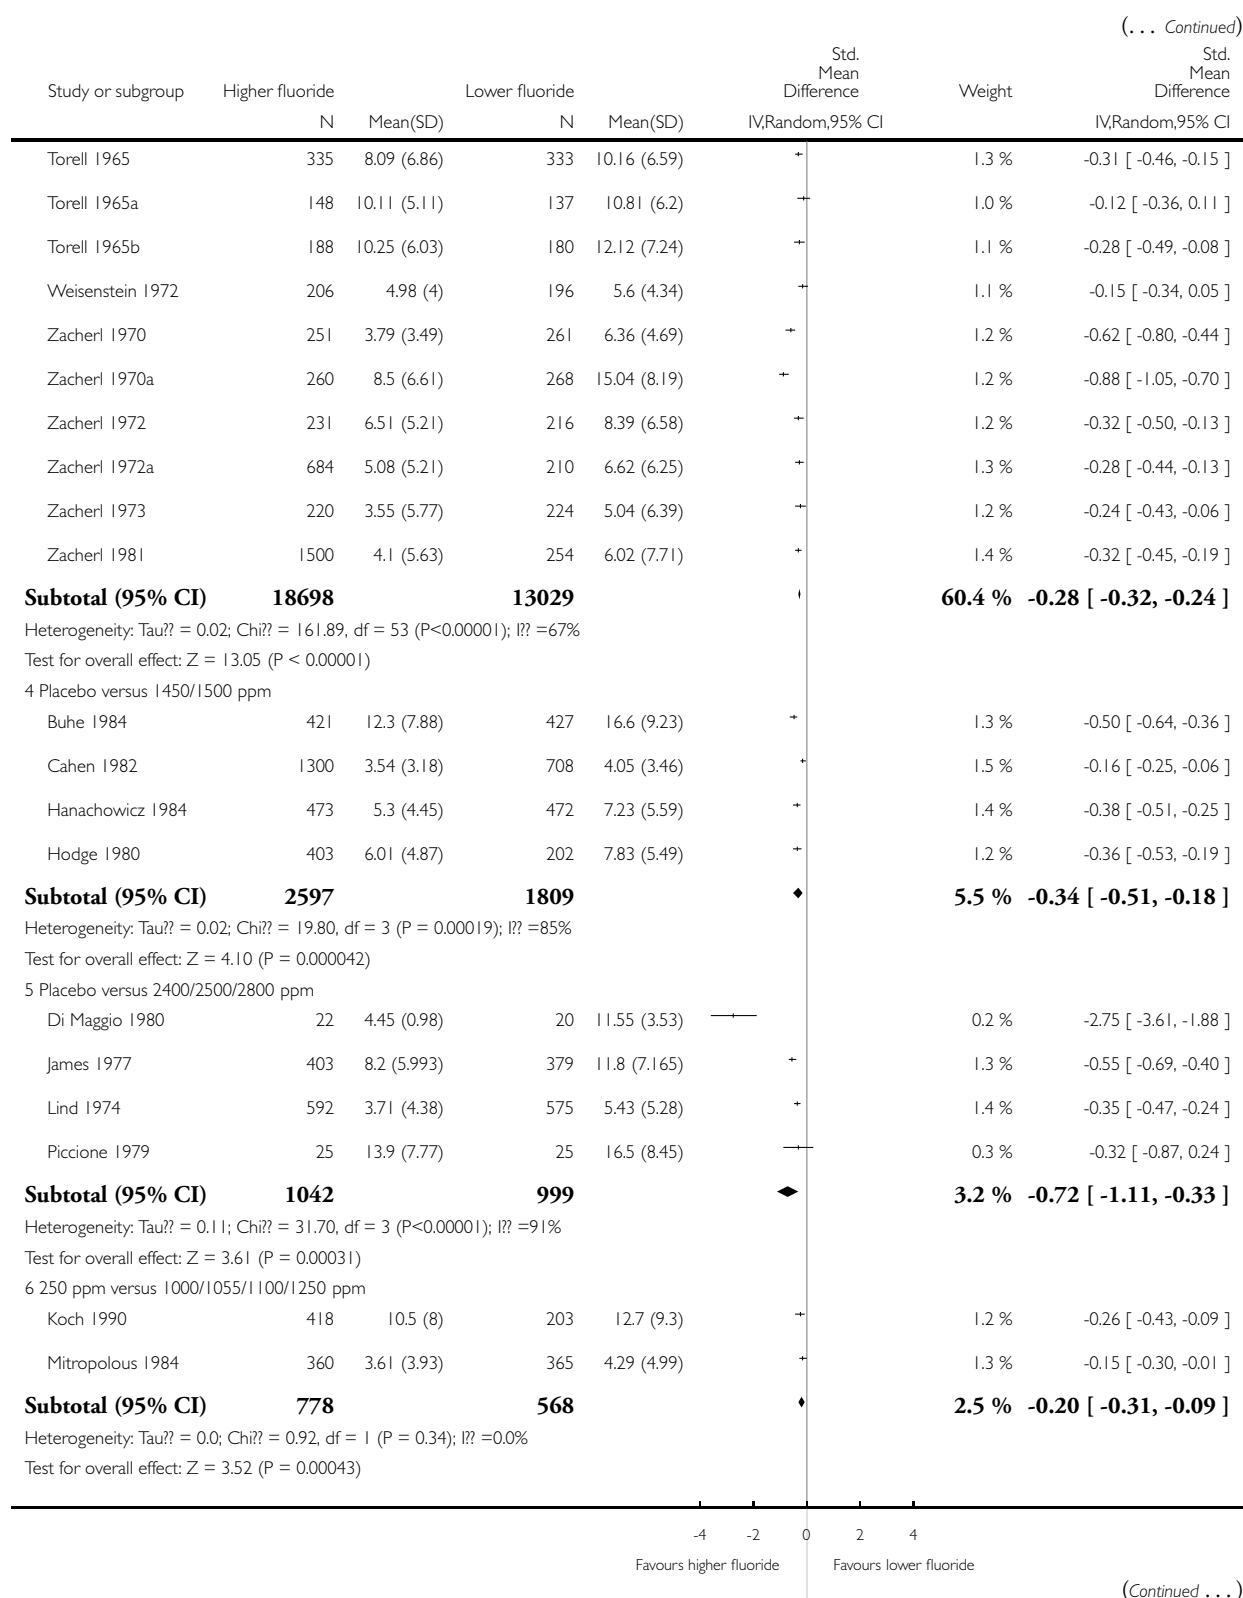 (... Continued)
Study or subgroup Higher fluoride Lower fluoride Std. Mean Difference Weight Std. Mean Difference
N Mean(SD) N Mean(SD) IV,Random,95% CI IV,Random,95% CI
Torell 1965 335 8.09 (6.86) 333 10.16 (6.59) 1.3 % -0.31 [ -0.46, -0.15 ]
Torell 1965a 148 10.11 (5.11) 137 10.81 (6.2) 1.0 % -0.12 [ -0.36, 0.11 ]
Torell 1965b 188 10.25 (6.03) 180 12.12 (7.24) 1.1 % -0.28 [ -0.49, -0.08 ]
Weisenstein 1972 206 4.98 (4) 196 5.6 (4.34) 1.1 % -0.15 [ -0.34, 0.05 ]
Zacherl 1970 251 3.79 (3.49) 261 6.36 (4.69) 1.2 % -0.62 [ -0.80, -0.44 ]
Zacherl 1970a 260 8.5 (6.61) 268 15.04 (8.19) 1.2 % -0.88 [ -1.05, -0.70 ]
Zacherl 1972 231 6.51 (5.21) 216 8.39 (6.58) 1.2 % -0.32 [ -0.50, -0.13 ]
Zacherl 1972a 684 5.08 (5.21) 210 6.62 (6.25) 1.3 % -0.28 [ -0.44, -0.13 ]
Zacherl 1973 220 3.55 (5.77) 224 5.04 (6.39) 1.2 % -0.24 [ -0.43, -0.06 ]
Zacherl 1981 1500 4.1 (5.63) 254 6.02 (7.71) 1.4 % -0.32 [ -0.45, -0.19 ]
Subtotal (95% CI) 18698 13029 60.4 % -0.28 [ -0.32, -0.24 ]
Heterogeneity: Tau?? = 0.02; Chi?? = 161.89, df = 53 (P<0.00001); I?? =67%
Test for overall effect: Z = 13.05 (P < 0.00001)
4 Placebo versus 1450/1500 ppm
Buhe 1984 421 12.3 (7.88) 427 16.6 (9.23) 1.3 % -0.50 [ -0.64, -0.36 ]
Cahen 1982 1300 3.54 (3.18) 708 4.05 (3.46) 1.5 % -0.16 [ -0.25, -0.06 ]
Hanachowicz 1984 473 5.3 (4.45) 472 7.23 (5.59) 1.4 % -0.38 [ -0.51, -0.25 ]
Hodge 1980 403 6.01 (4.87) 202 7.83 (5.49) 1.2 % -0.36 [ -0.53, -0.19 ]
Subtotal (95% CI) 2597 1809 5.5 % -0.34 [ -0.51, -0.18 ]
Heterogeneity: Tau?? = 0.02; Chi?? = 19.80, df = 3 (P = 0.00019); I?? =85%
Test for overall effect: Z = 4.10 (P = 0.000042)
5 Placebo versus 2400/2500/2800 ppm
Di Maggio 1980 22 4.45 (0.98) 20 11.55 (3.53) 0.2 % -2.75 [ -3.61, -1.88 ]
James 1977 403 8.2 (5.993) 379 11.8 (7.165) 1.3 % -0.55 [ -0.69, -0.40 ]
Lind 1974 592 3.71 (4.38) 575 5.43 (5.28) 1.4 % -0.35 [ -0.47, -0.24 ]
Piccione 1979 25 13.9 (7.77) 25 16.5 (8.45) 0.3 % -0.32 [ -0.87, 0.24 ]
Subtotal (95% CI) 1042 999 3.2 % -0.72 [ -1.11, -0.33 ]
Heterogeneity: Tau?? = 0.11; Chi?? = 31.70, df = 3 (P<0.00001); I?? =91%
Test for overall effect: Z = 3.61 (P = 0.00031)
6 250 ppm versus 1000/1055/1100/1250 ppm
Koch 1990 418 10.5 (8) 203 12.7 (9.3) 1.2 % -0.26 [ -0.43, -0.09 ]
Mitropolous 1984 360 3.61 (3.93) 365 4.29 (4.99) 1.3 % -0.15 [ -0.30, -0.01 ]
Subtotal (95% CI) 778 568 2.5 % -0.20 [ -0.31, -0.09 ]
Heterogeneity: Tau?? = 0.0; Chi?? = 0.92, df = 1 (P = 0.34); I?? =0.0%
Test for overall effect: Z = 3.52 (P = 0.00043)
-4 -2 0 2 4
Favours higher fluoride Favours lower fluoride
(Continued ...)